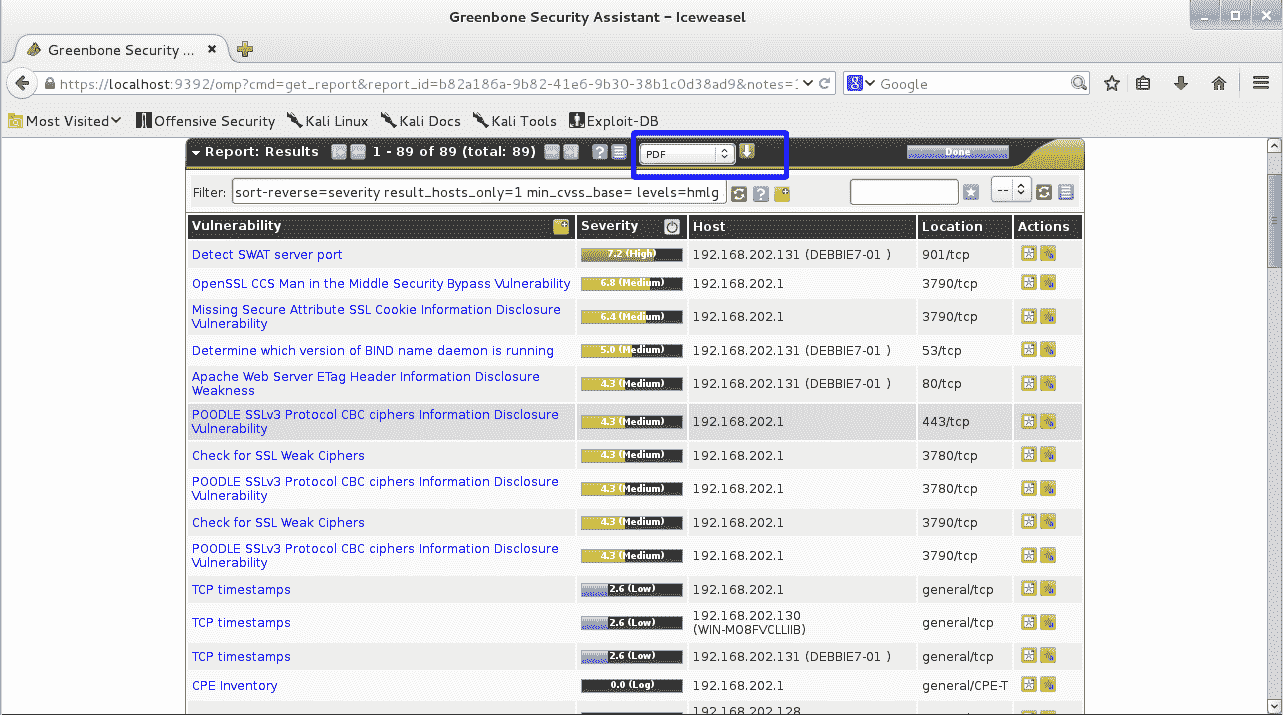 Greenbone Security Assistant - Iceweasel
Greenbone Security ...
https://localhost:9392/omp?cmd=get_report&report_id=b82a186a-9b82-41e6-9b30-38b1c0d38ad9&notes=1
Google
Most Visited
Offensive Security
Kali Linux
Kali Docs
Kali Tools
Exploit-DB
Report: Results 1 - 89 of 89 (total: 89) ? PDF Done
Filter: sort-reverse=severity result_hosts_only=1 min_cvss_base= levels=hmlg ? --
Vulnerability Severity Host Location Actions
Detect SWAT server port 7.2 (High) 192.168.202.131 (DEBBIE7-01 ) 901/tcp
OpenSSL CCS Man in the Middle Security Bypass Vulnerability 6.8 (Medium) 192.168.202.1 3790/tcp
Missing Secure Attribute SSL Cookie Information Disclosure
Vulnerability 6.4 (Medium) 192.168.202.1 3790/tcp
Determine which version of BIND name daemon is running 5.0 (Medium) 192.168.202.131 (DEBBIE7-01 ) 53/tcp
Apache Web Server ETag Header Information Disclosure
Weakness 4.3 (Medium) 192.168.202.131 (DEBBIE7-01 ) 80/tcp
POODLE SSLv3 Protocol CBC ciphers Information Disclosure
Vulnerability 4.3 (Medium) 192.168.202.1 443/tcp
Check for SSL Weak Ciphers 4.3 (Medium) 192.168.202.1 3780/tcp
POODLE SSLv3 Protocol CBC ciphers Information Disclosure
Vulnerability 4.3 (Medium) 192.168.202.1 3780/tcp
Check for SSL Weak Ciphers 4.3 (Medium) 192.168.202.1 3790/tcp
POODLE SSLv3 Protocol CBC ciphers Information Disclosure
Vulnerability 4.3 (Medium) 192.168.202.1 3790/tcp
TCP timestamps 2.6 (Low) 192.168.202.1 general/tcp
TCP timestamps 2.6 (Low) 192.168.202.130
(WIN-MO8FVCLLIIB) general/tcp
TCP timestamps 2.6 (Low) 192.168.202.131 (DEBBIE7-01 ) general/tcp
CPE Inventory 0.0 (Log) 192.168.202.1 general/CPE-T
192.168.202.128